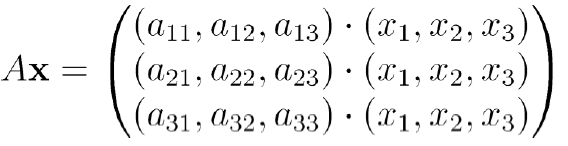 (a₁₁, a₁₂, a₁₃) · (x₁, x₂, x₃)
Ax = (a₂₁, a₂₂, a₂₃) · (x₁, x₂, x₃)
(a₃₁, a₃₂, a₃₃) · (x₁, x₂, x₃)